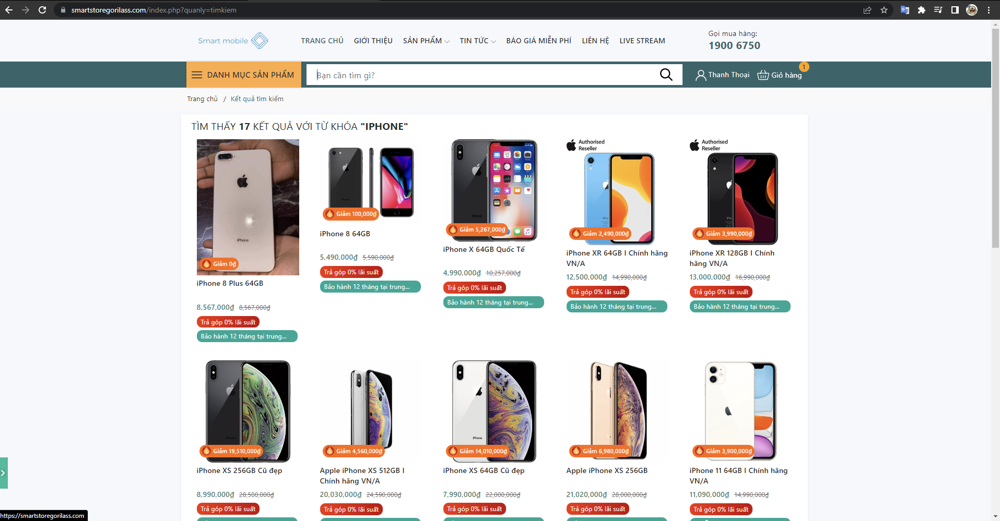 smartstoregorilass.com/index.php?quanly=timkiem
Smart mobile
TRANG CHỦ
GIỚI THIỆU
SẢN PHẨM
TIN TỨC
BÁO GIÁ MIỄN PHÍ
LIÊN HỆ
LIVE STREAM
Gọi mua hàng:
1900 6750
DANH MỤC SẢN PHẨM
Bạn cần tìm gì?
Thanh Thoại
Giỏ hàng
1
Trang chủ / Kết quả tìm kiếm
TÌM THẤY 17 KẾT QUẢ VỚI TỪ KHÓA "IPHONE"
iPhone
Giảm 0₫
iPhone 8 Plus 64GB
8,567,000₫ 8,567,000₫
Trả góp 0% lãi suất
Bảo hành 12 tháng tại trung...
Giảm 100,000₫
iPhone 8 64GB
5,490,000₫ 5,590,000₫
Trả góp 0% lãi suất
Bảo hành 12 tháng tại trung...
Giảm 5,267,000₫
iPhone X 64GB Quốc Tế
4,990,000₫ 10,257,000₫
Trả góp 0% lãi suất
Bảo hành 12 tháng tại trung...
Authorised
Reseller
Giảm 2,490,000₫
iPhone XR 64GB I Chính hãng
VN/A
12,500,000₫ 14,990,000₫
Trả góp 0% lãi suất
Bảo hành 12 tháng tại trung...
Authorised
Reseller
Giảm 3,990,000₫
iPhone XR 128GB I Chính
hãng VN/A
13,000,000₫ 16,990,000₫
Trả góp 0% lãi suất
Bảo hành 12 tháng tại trung...
Giảm 19,510,000₫
iPhone XS 256GB Cũ đẹp
8,990,000₫ 28,500,000₫
Trả góp 0% lãi suất
Giảm 4,560,000₫
Apple iPhone XS 512GB I
Chính hãng VN/A
20,030,000₫ 24,590,000₫
Trả góp 0% lãi suất
iPhone
Giảm 14,010,000₫
iPhone XS 64GB Cũ đẹp
7,990,000₫ 22,000,000₫
Trả góp 0% lãi suất
Giảm 6,980,000₫
Apple iPhone XS 256GB
21,020,000₫ 28,000,000₫
Trả góp 0% lãi suất
Giảm 3,900,000₫
iPhone 11 64GB I Chính hãng
VN/A
11,090,000₫ 14,990,000₫
Trả góp 0% lãi suất
https://smartstoregorilass.com